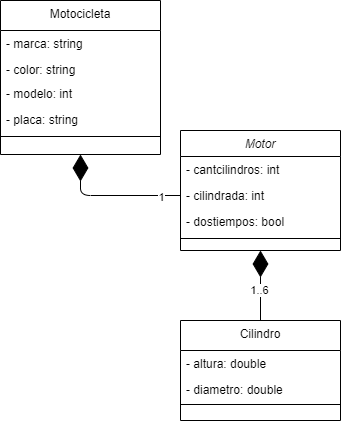 Motocicleta
- marca: string
- color: string
- modelo: int
- placa: string
1
Motor
- cantcilindros: int
- cilindrada: int
- dostiempos: bool
1..6
Cilindro
- altura: double
- diametro: double